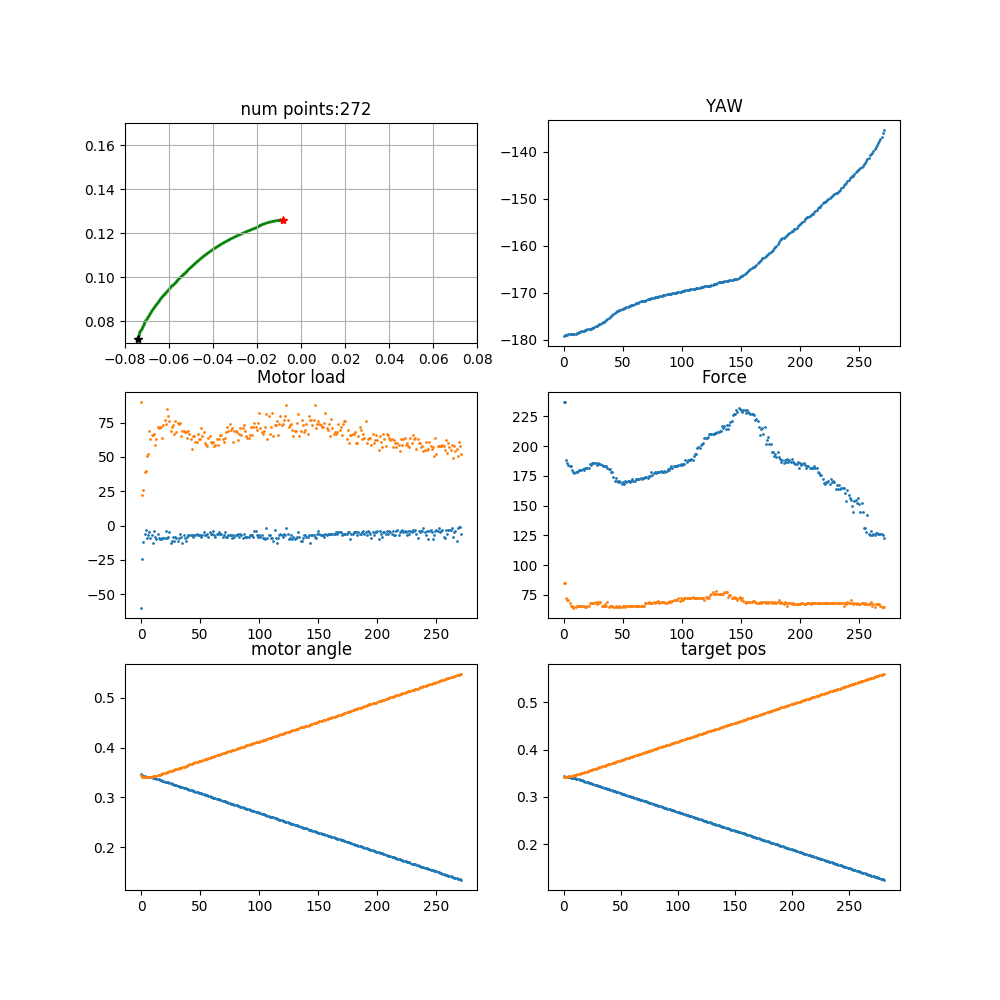 num points:272
YAW
0.16
0.14
0.12
0.10
0.08
−0.08 −0.06 −0.04 −0.02 0.00 0.02 0.04 0.06 0.08
−140
−150
−160
−170
−180
0 50 100 150 200 250
Motor load
Force
75
50
25
0
−25
−50
0 50 100 150 200 250
225
200
175
150
125
100
75
0 50 100 150 200 250
motor angle
target pos
0.5
0.4
0.3
0.2
0 50 100 150 200 250
0.5
0.4
0.3
0.2
0 50 100 150 200 250